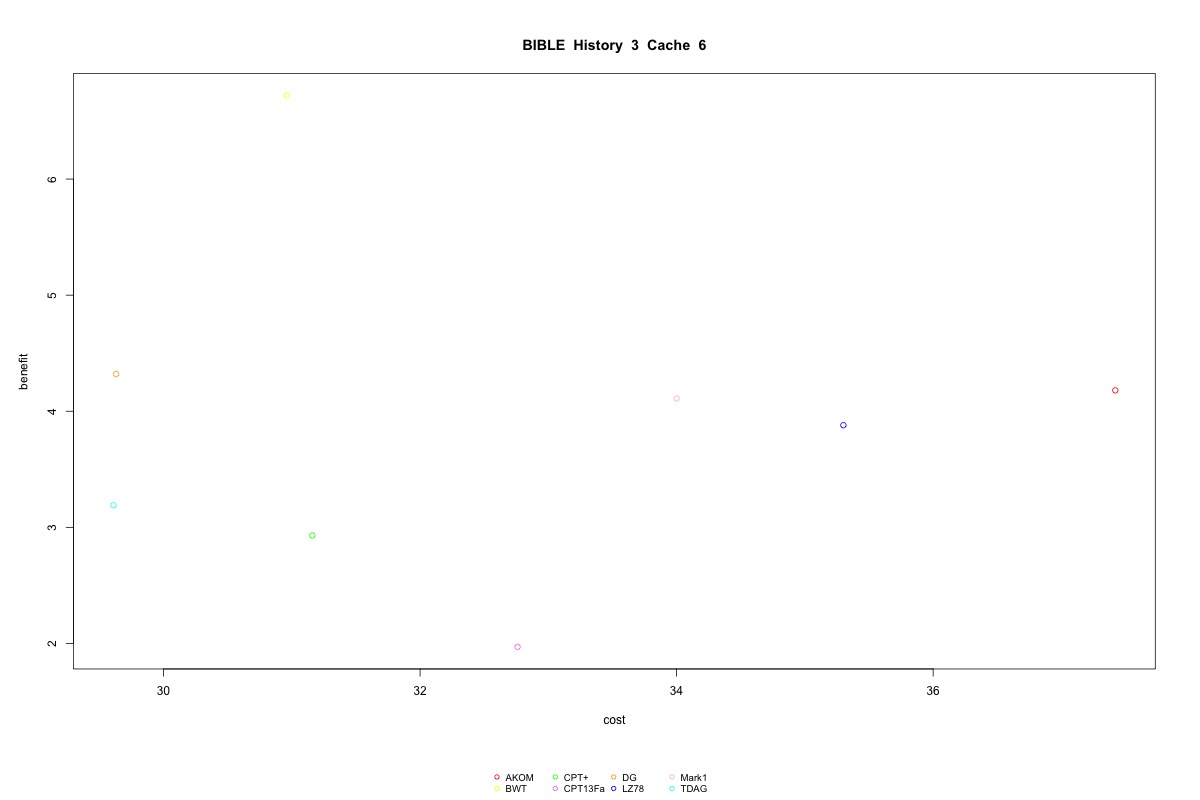 BIBLE History 3 Cache 6
6
5
4
3
2
benefit
30 32 34 36
cost
AKOM CPT+ DG Mark1
BWT CPT13Fa LZ78 TDAG